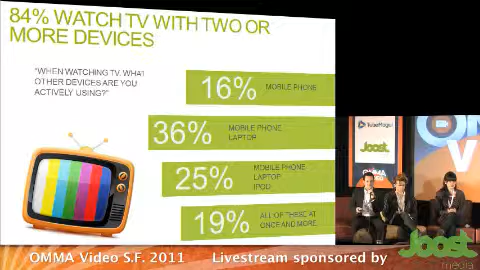 84% WATCH TV WITH TWO OR
MORE DEVICES
"WHEN WATCHING TV, WHAT
OTHER DEVICES ARE YOU
ACTIVELY USING?"
16%
MOBILE PHONE
36%
MOBILE PHONE
LAPTOP
25%
MOBILE PHONE
LAPTOP
IPOD
19%
ALL OF THESE AT
ONCE AND MORE
TubeMogul
Joost
OMMA
OMMA Video S.F. 2011
Livestream sponsored by
Joost
media